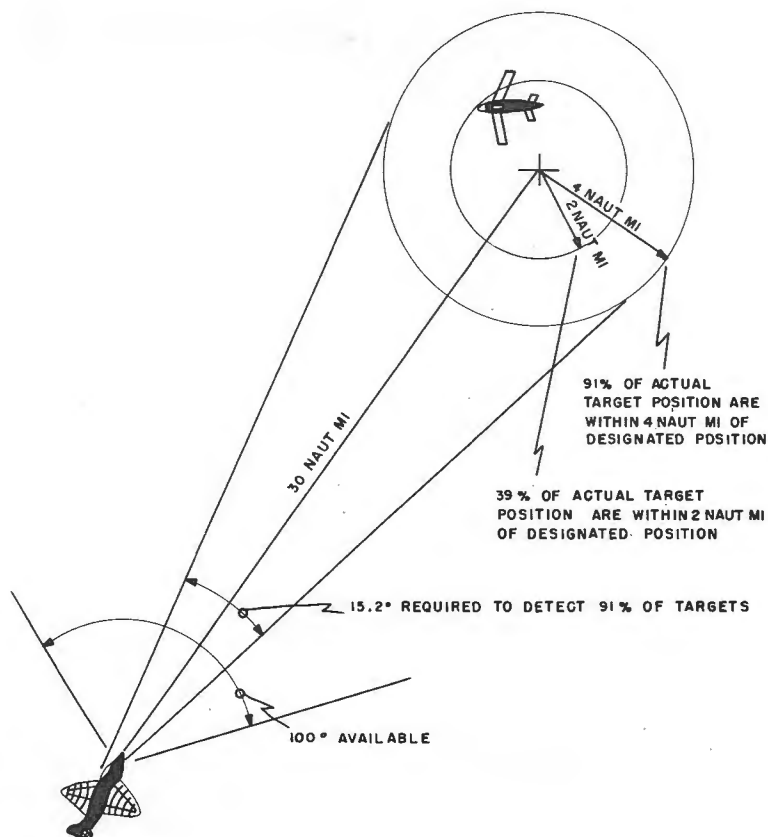 4 NAUT MI
2 NAUT MI
91% OF ACTUAL
TARGET POSITION ARE
WITHIN 4 NAUT MI OF
DESIGNATED POSITION
30 NAUT MI
39% OF ACTUAL TARGET
POSITION ARE WITHIN 2 NAUT MI
OF DESIGNATED POSITION
15.2° REQUIRED TO DETECT 91% OF TARGETS
100° AVAILABLE